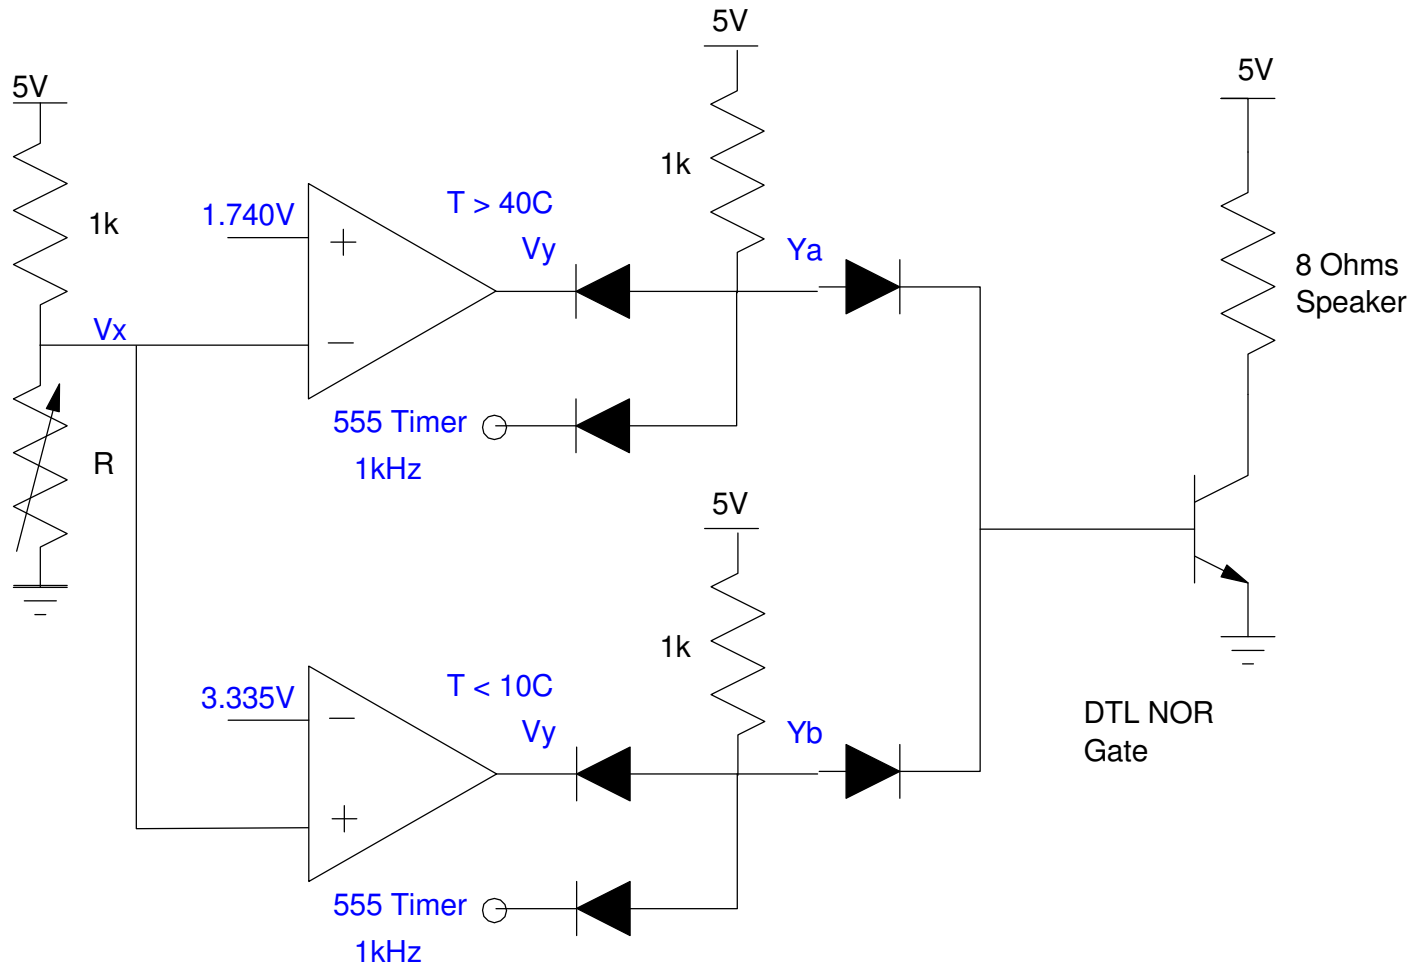 5V
5V
5V
1k
1.740V
+
T > 40C
Vy
1k
Ya
8 Ohms
Speaker
Vx
−
555 Timer
1kHz
R
5V
3.335V
−
T < 10C
Vy
1k
Yb
DTL NOR
Gate
+
555 Timer
1kHz